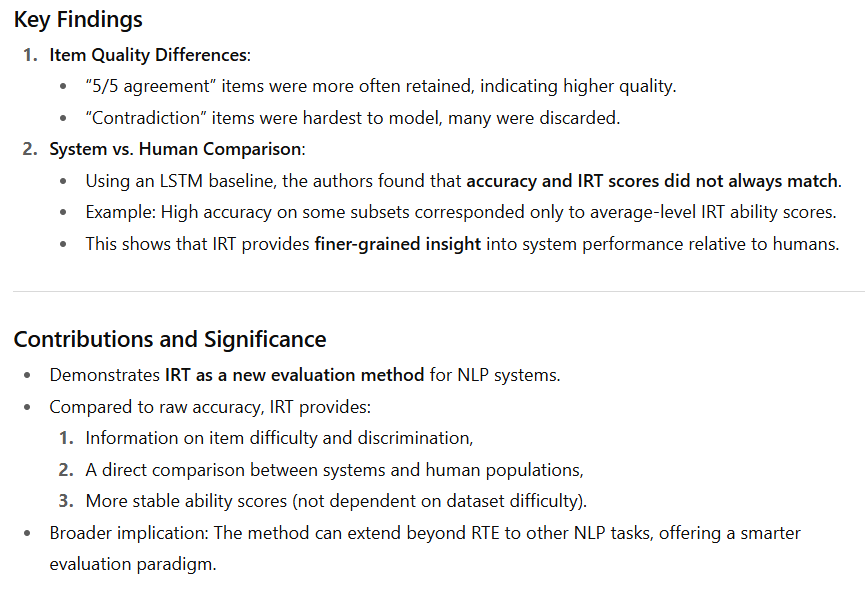 Key Findings
1. Item Quality Differences:
• “5/5 agreement” items were more often retained, indicating higher quality.
• “Contradiction” items were hardest to model, many were discarded.
2. System vs. Human Comparison:
• Using an LSTM baseline, the authors found that accuracy and IRT scores did not always match.
• Example: High accuracy on some subsets corresponded only to average-level IRT ability scores.
• This shows that IRT provides finer-grained insight into system performance relative to humans.
Contributions and Significance
• Demonstrates IRT as a new evaluation method for NLP systems.
• Compared to raw accuracy, IRT provides:
1. Information on item difficulty and discrimination,
2. A direct comparison between systems and human populations,
3. More stable ability scores (not dependent on dataset difficulty).
• Broader implication: The method can extend beyond RTE to other NLP tasks, offering a smarter
evaluation paradigm.